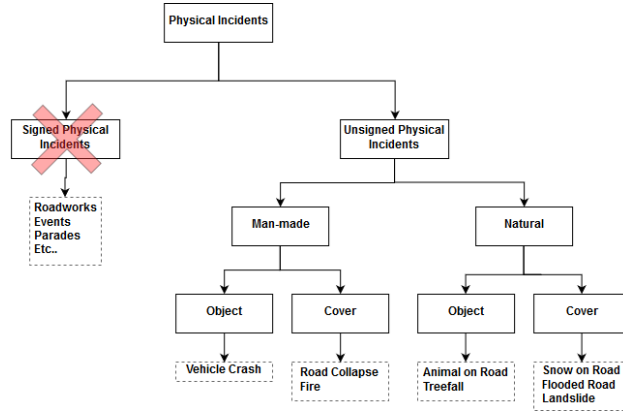 Physical Incidents
Signed Physical
Incidents
Unsigned Physical
Incidents
Roadworks
Events
Parades
Etc..
Man-made
Natural
Object
Cover
Object
Cover
Vehicle Crash
Road Collapse
Fire
Animal on Road
Treefall
Snow on Road
Flooded Road
Landslide